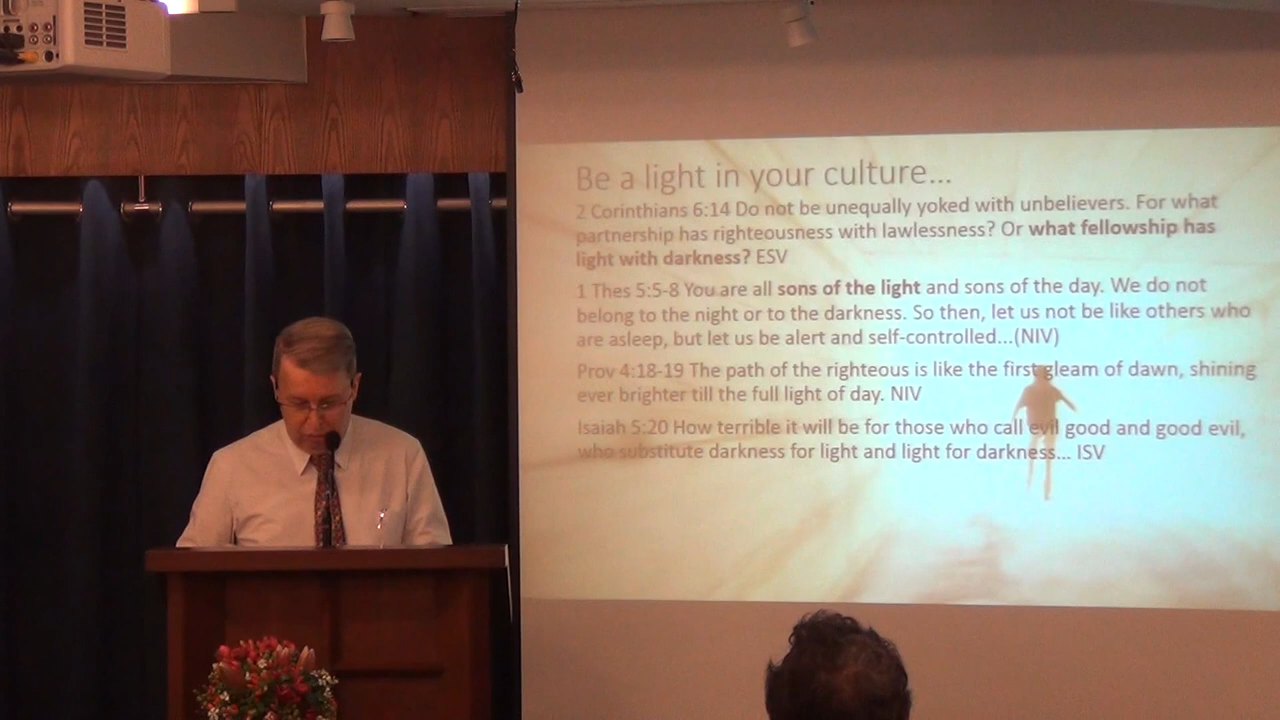 Be a light in your culture...
2 Corinthians 6:14 Do not be unequally yoked with unbelievers. For what
partnership has righteousness with lawlessness? Or what fellowship has
light with darkness? ESV
1 Thes 5:5-8 You are all sons of the light and sons of the day. We do not
belong to the night or to the darkness. So then, let us not be like others who
are asleep, but let us be alert and self-controlled...(NIV)
Prov 4:18-19 The path of the righteous is like the first gleam of dawn, shining
ever brighter till the full light of day. NIV
Isaiah 5:20 How terrible it will be for those who call evil good and good evil,
who substitute darkness for light and light for darkness... ISV